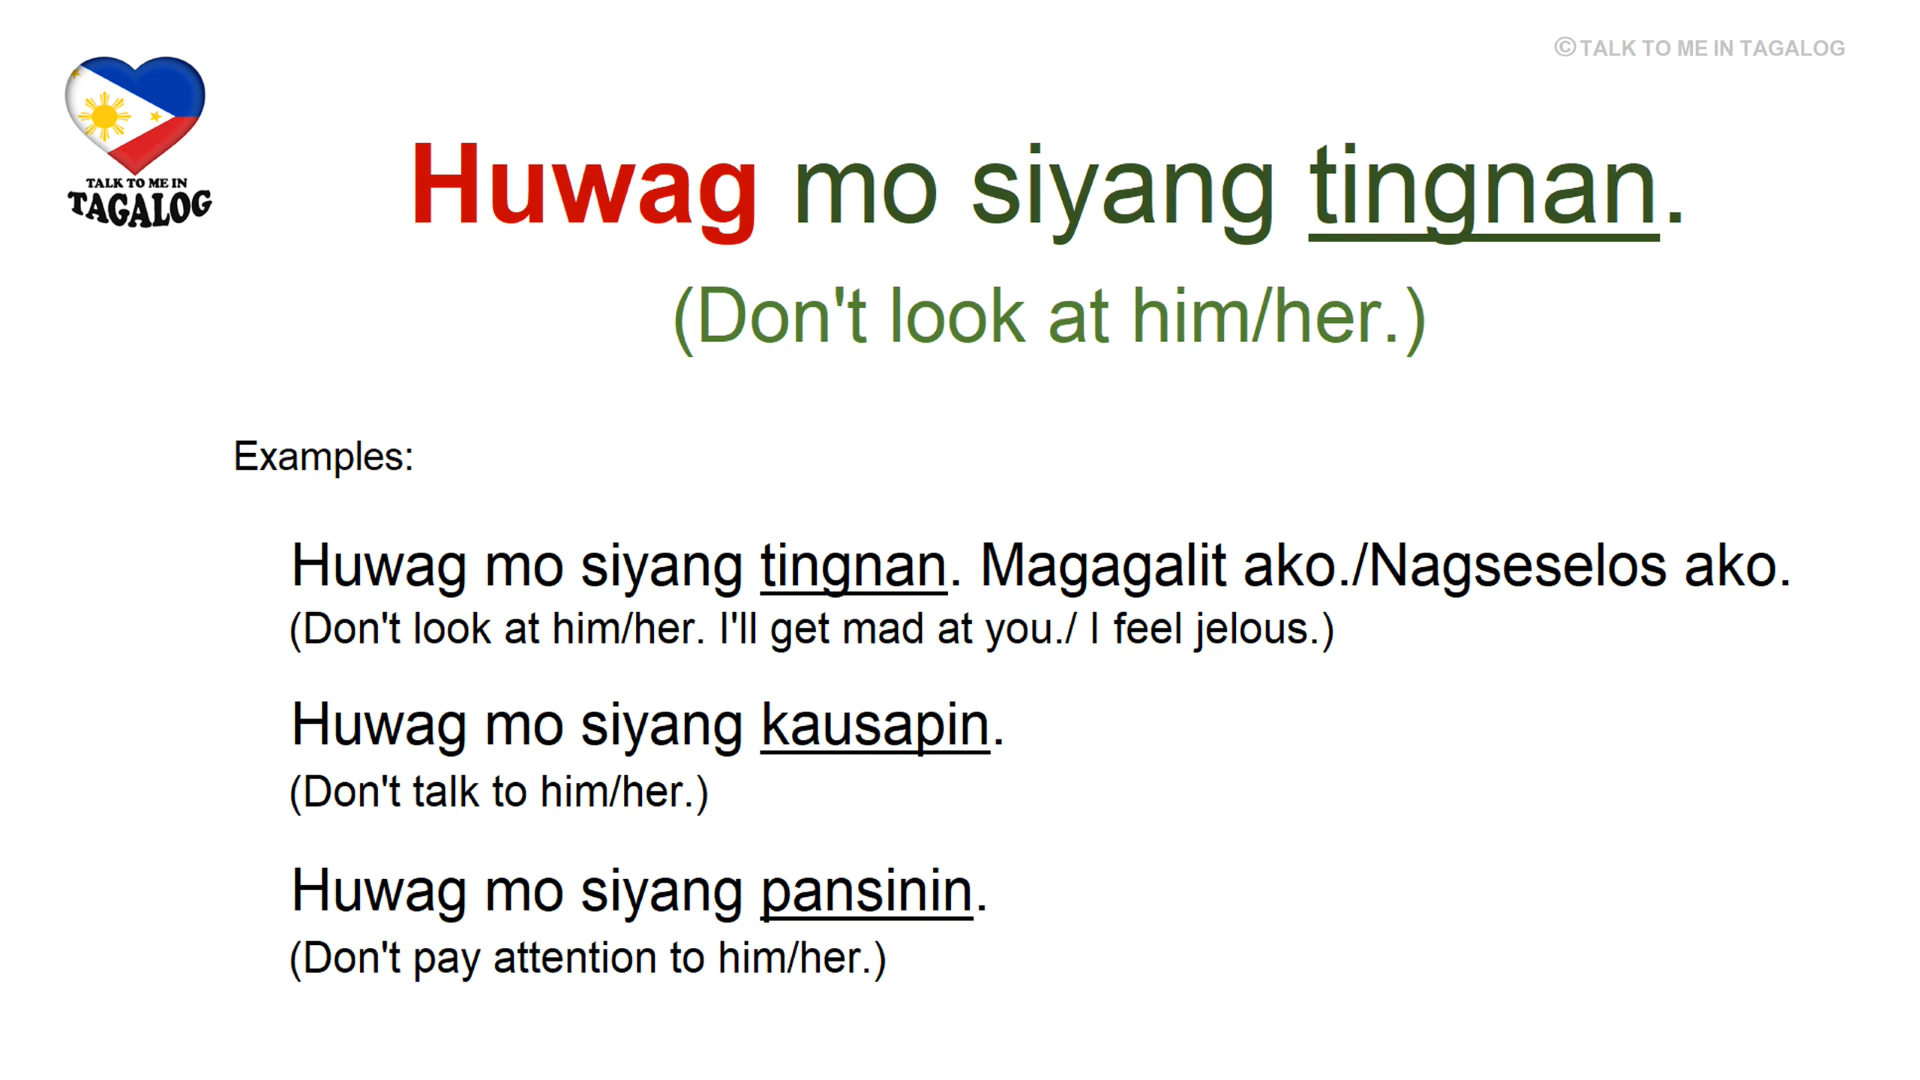 ©TALK TO ME IN TAGALOG
TALK TO ME IN
TAGALOG
Huwag mo siyang tingnan.
(Don't look at him/her.)
Examples:
Huwag mo siyang tingnan. Magagalit ako./Nagseselos ako.
(Don't look at him/her. I'll get mad at you./ I feel jelous.)
Huwag mo siyang kausapin.
(Don't talk to him/her.)
Huwag mo siyang pansinin.
(Don't pay attention to him/her.)